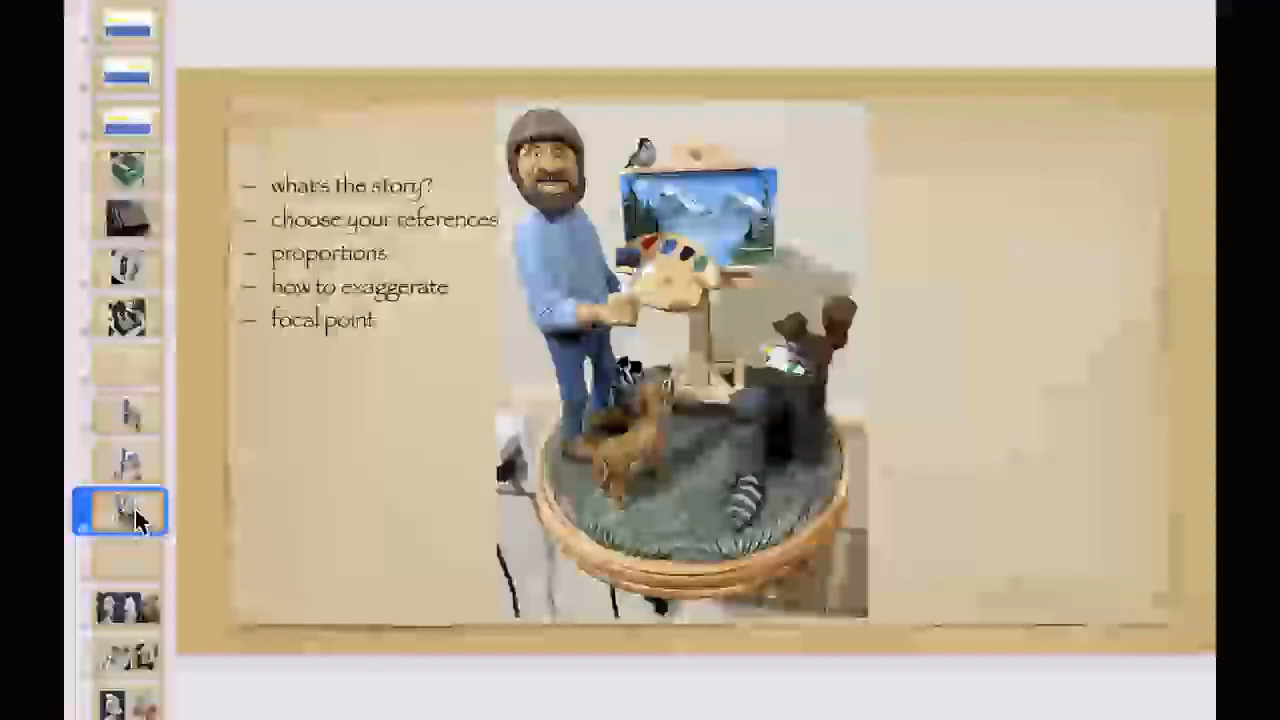 – what's the story?
– choose your references
– proportions
– how to exaggerate
– focal point